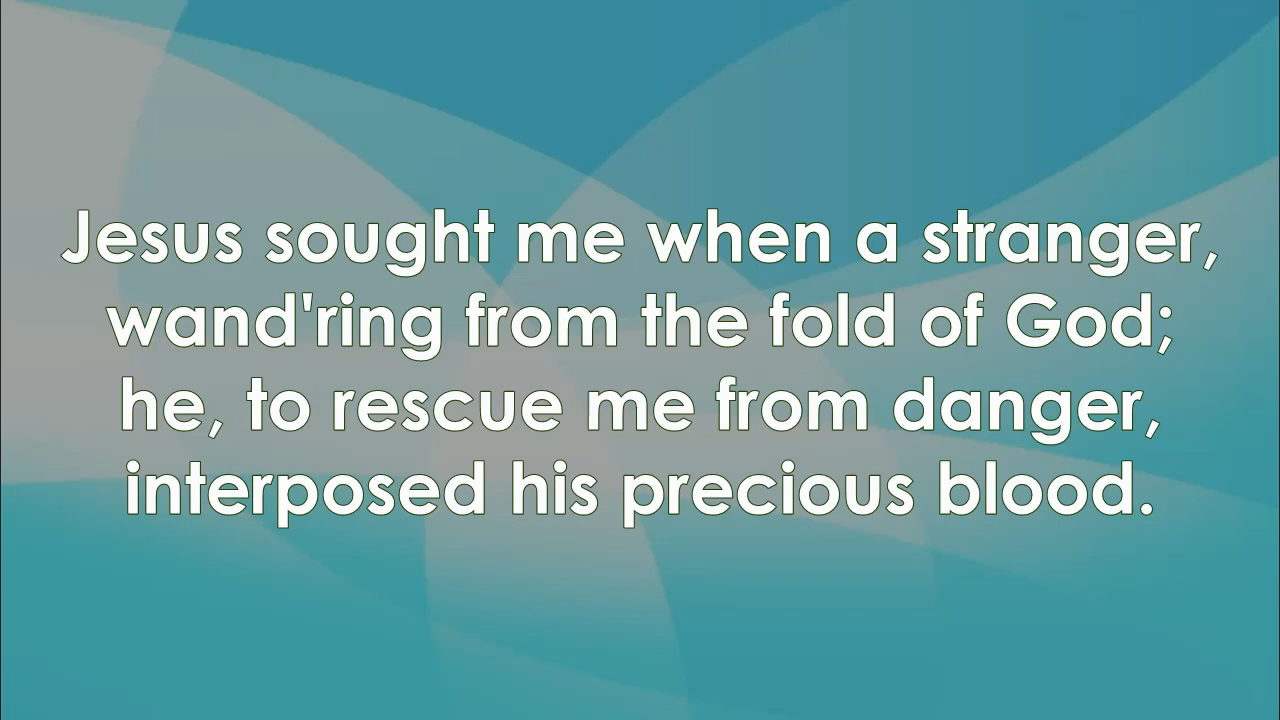 Jesus sought me when a stranger,
wand'ring from the fold of God;
he, to rescue me from danger,
interposed his precious blood.